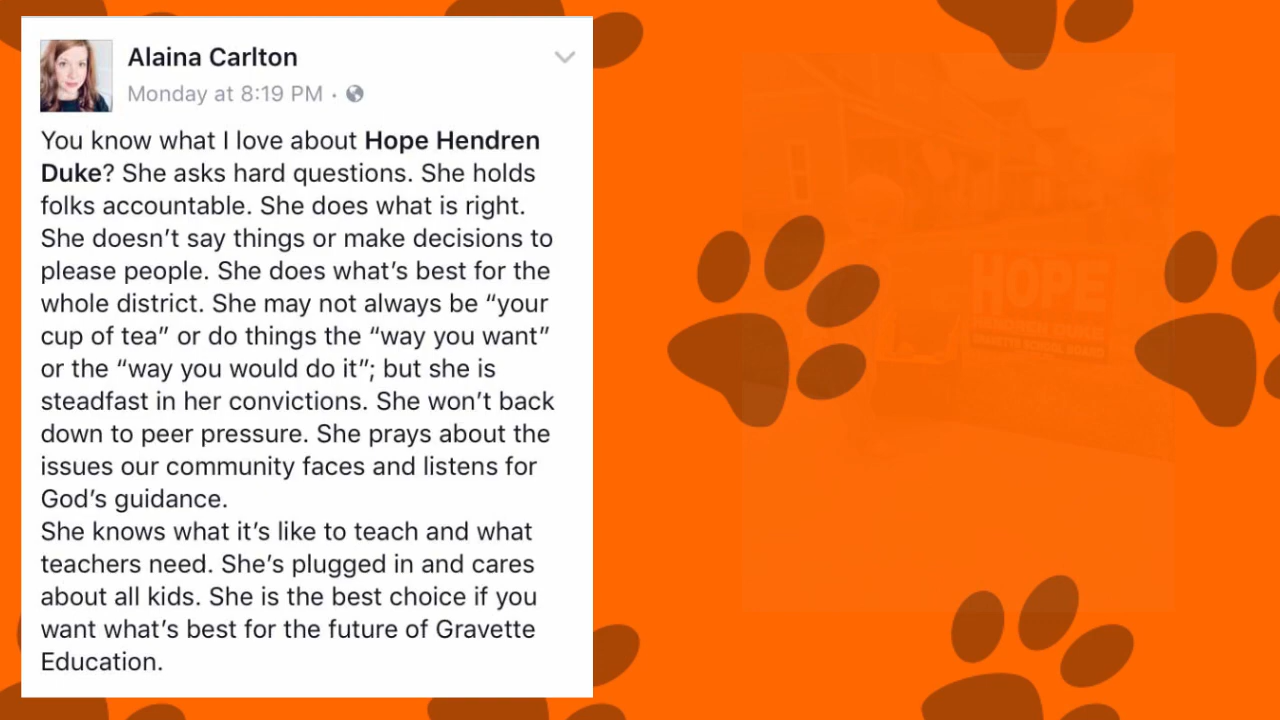 Alaina Carlton
Monday at 8:19 PM ·
You know what I love about Hope Hendren
Duke? She asks hard questions. She holds
folks accountable. She does what is right.
She doesn’t say things or make decisions to
please people. She does what’s best for the
whole district. She may not always be “your
cup of tea” or do things the “way you want”
or the “way you would do it”; but she is
steadfast in her convictions. She won’t back
down to peer pressure. She prays about the
issues our community faces and listens for
God’s guidance.
She knows what it’s like to teach and what
teachers need. She’s plugged in and cares
about all kids. She is the best choice if you
want what’s best for the future of Gravette
Education.
HOPE
HENDREN DUKE
GRAVETTE SCHOOL BOARD